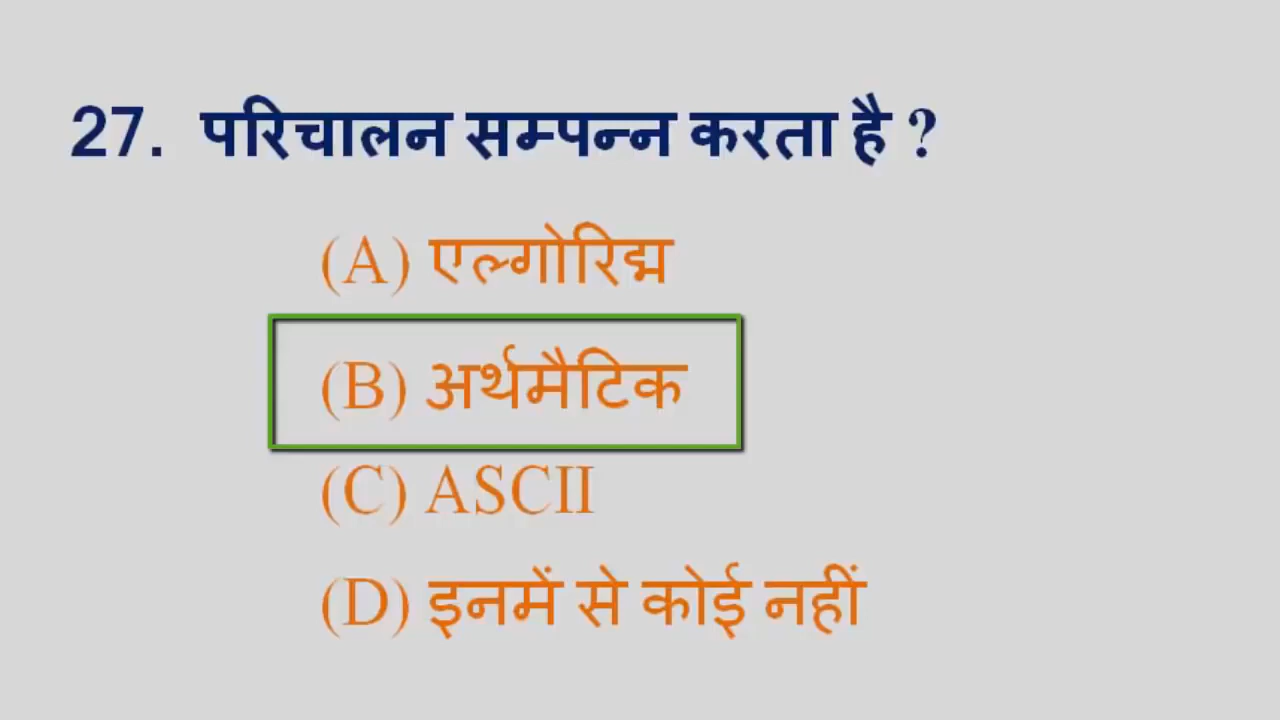 27. परिचालन सम्पन्न करता है ?
(A) एल्गोरिद्म
(B) अर्थमैटिक
(C) ASCII
(D) इनमें से कोई नहीं